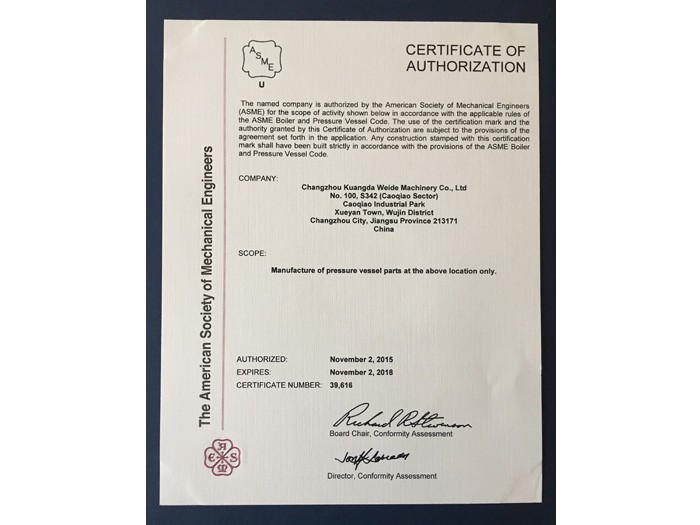 ASME
U
CERTIFICATE OF
AUTHORIZATION
The named company is authorized by the American Society of Mechanical Engineers
(ASME) for the scope of activity shown below in accordance with the applicable rules of
the ASME Boiler and Pressure Vessel Code. The use of the certification mark and the
authority granted by this Certificate of Authorization are subject to the provisions of the
agreement set forth in the application. Any construction stamped with this certification
mark shall have been built strictly in accordance with the provisions of the ASME Boiler
and Pressure Vessel Code.
COMPANY:
Changzhou Kuangda Weide Machinery Co., Ltd
No. 100, S342 (Caoqiao Sector)
Caoqiao Industrial Park
Xueyan Town, Wujin District
Changzhou City, Jiangsu Province 213171
China
SCOPE:
Manufacture of pressure vessel parts at the above location only.
AUTHORIZED: November 2, 2015
EXPIRES: November 2, 2018
CERTIFICATE NUMBER: 39,616
Board Chair, Conformity Assessment
Director, Conformity Assessment
The American Society of Mechanical Engineers
ASME